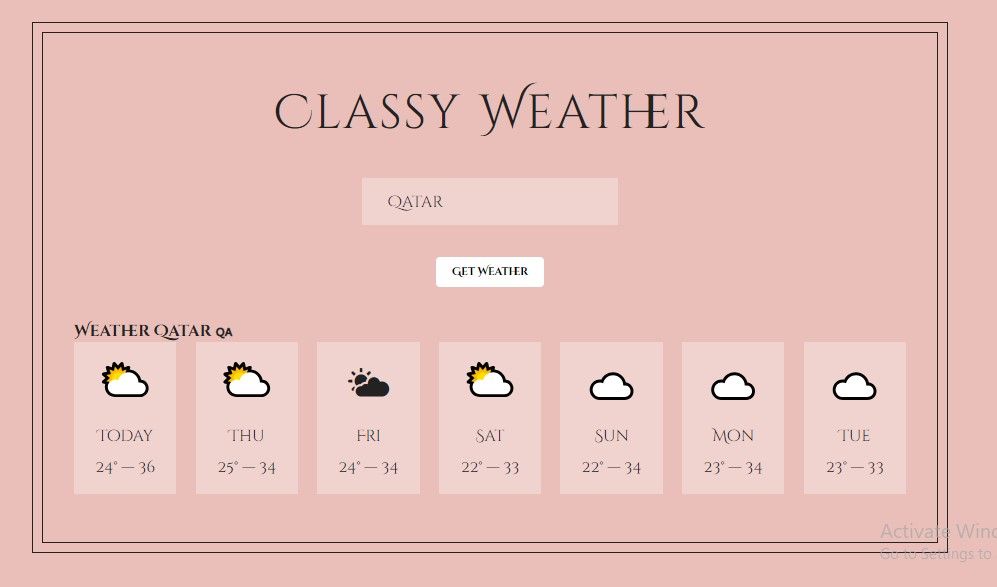 Classy Weather
Qatar
Get Weather
Weather Qatar QA
Today Thu Fri Sat Sun Mon Tue
24° — 36 25° — 34 24° — 34 22° — 33 22° — 34 23° — 34 23° — 33
Activate Wind
Go to Settings to